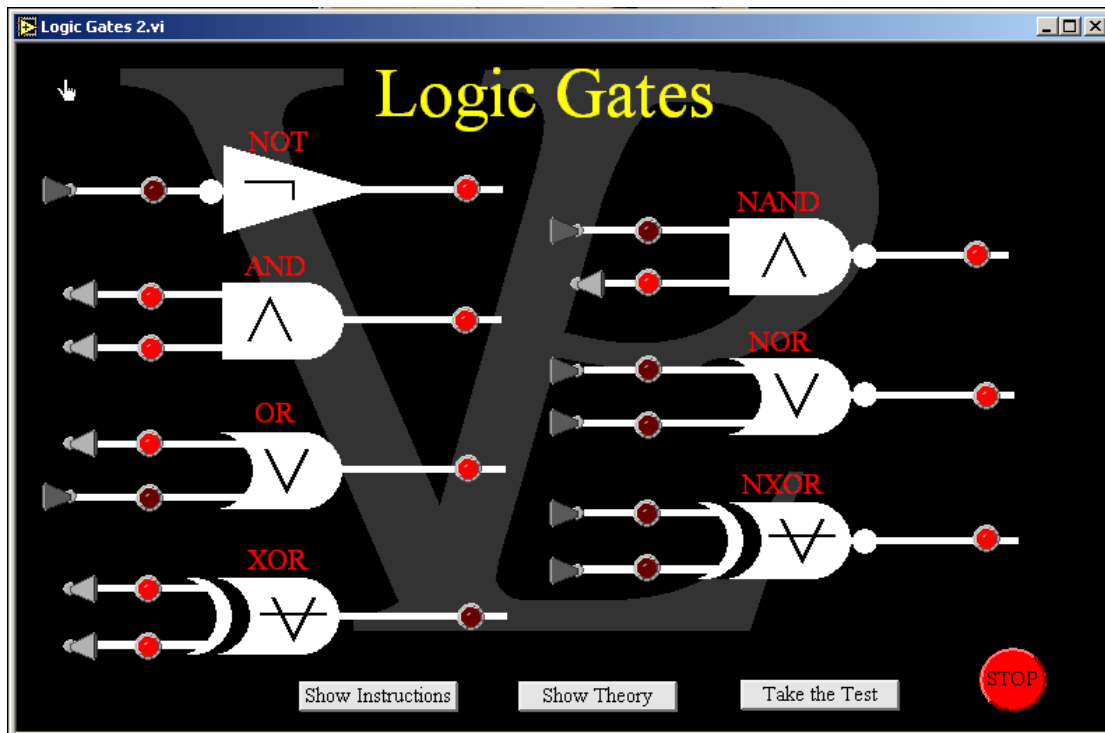 Logic Gates 2.vi
Logic Gates
NOT
NAND
AND
NOR
OR
NXOR
XOR
Show Instructions
Show Theory
Take the Test
STOP